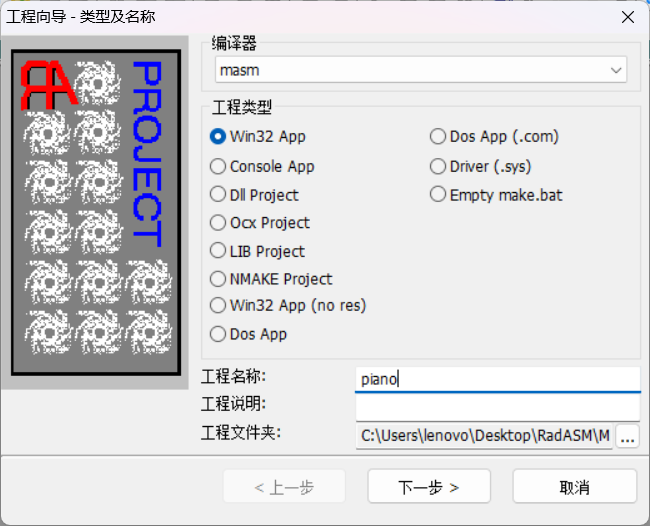 工程向导 - 类型及名称
RA
PROJECT
编译器
masm
工程类型
Win32 App
Dos App (.com)
Console App
Driver (.sys)
Dll Project
Empty make.bat
Ocx Project
LIB Project
NMAKE Project
Win32 App (no res)
Dos App
工程名称:
piano
工程说明:
工程文件夹:
C:\Users\lenovo\Desktop\RadASM\M
...
< 上一步
下一步 >
取消